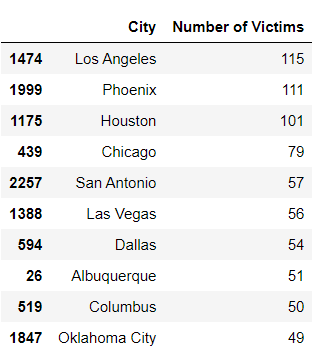 City Number of Victims
1474 Los Angeles 115
1999 Phoenix 111
1175 Houston 101
439 Chicago 79
2257 San Antonio 57
1388 Las Vegas 56
594 Dallas 54
26 Albuquerque 51
519 Columbus 50
1847 Oklahoma City 49